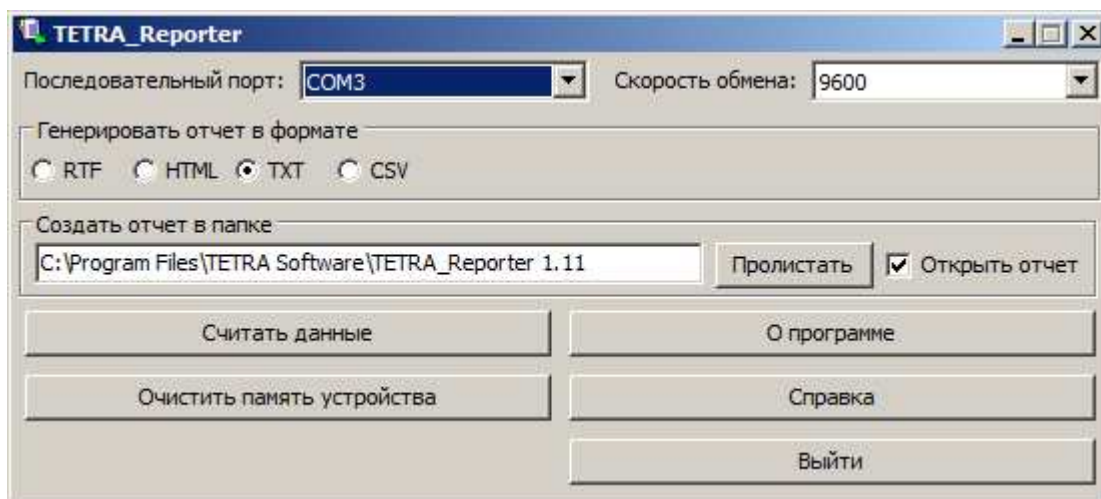 TETRA_Reporter
Последовательный порт: COM3 Скорость обмена: 9600
Генерировать отчет в формате
RTF HTML TXT CSV
Создать отчет в папке
C:\Program Files\TETRA Software\TETRA_Reporter 1.11 Пролистать Открыть отчет
Считать данные О программе
Очистить память устройства Справка
Выйти